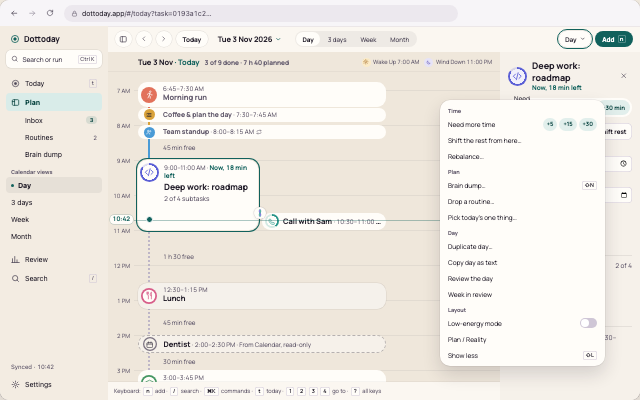 dottoday.app/#/today?task=0193a1c2…
Dottoday
Search or run Ctrl K
Today t
Plan
Inbox 3
Routines 2
Brain dump
Calendar views
Day
3 days
Week
Month
Review
Search /
Synced · 10:42
Settings
Today
Tue 3 Nov 2026
Day 3 days Week Month
Day
Add n
Tue 3 Nov · Today 3 of 9 done · 7 h 40 planned
Wake Up 7:00 AM Wind Down 11:00 PM
7 AM
8 AM
9 AM
10 AM
10:42
11 AM
12 PM
1 PM
2 PM
3 PM
6:45–7:30 AM
Morning run
Coffee & plan the day · 7:30–7:45 AM
Team standup · 8:00–8:15 AM
45 min free
9:00–11:00 AM · Now, 18 min left
Deep work: roadmap
2 of 4 subtasks
Call with Sam · 10:30–11:00 …
1 h 30 free
12:30–1:15 PM
Lunch
45 min free
Dentist · 2:00–2:30 PM · From Calendar, read-only
30 min free
3:00–3:45 PM
Keyboard: n add · / search · ⌘K commands · t today · 1 2 3 4 go to · ? all keys
Deep work:
roadmap
Now, 18 min left
Need
30 min
shift rest
2 of 4
Time
Need more time +5 +15 +30
Shift the rest from here…
Rebalance…
Plan
Brain dump… ⇧N
Drop a routine…
Pick today's one thing…
Day
Duplicate day…
Copy day as text
Review the day
Week in review
Layout
Low-energy mode
Plan / Reality
Show less ⇧L